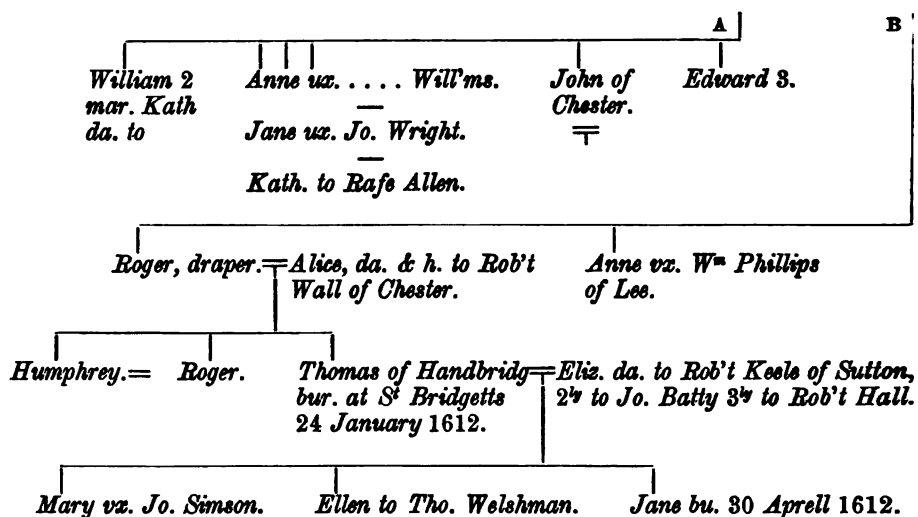 A B
William 2 Anne ux. . . . . . Will'ms. John of Edward 3.
mar. Kath Chester.
da. to Jane ux. Jo. Wright.
Kath. to Rafe Allen.
Roger, draper.=Alice, da. & h. to Rob't Anne vx. Wm Phillips
Wall of Chester. of Lee.
Humphrey.= Roger. Thomas of Handbridg=Eliz. da. to Rob't Keele of Sutton,
bur. at St Bridgetts 2ly to Jo. Batty 3ly to Rob't Hall.
24 January 1612.
Mary vx. Jo. Simson. Ellen to Tho. Welshman. Jane bu. 30 Aprell 1612.